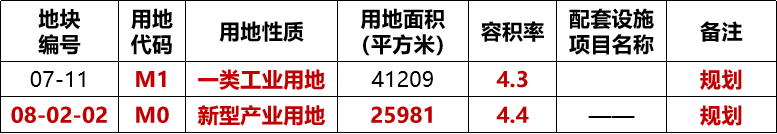 地块 用地 用地性质 用地面积 容积率 配套设施 备注
编号 代码 (平方米) 项目名称
07-11 M1 一类工业用地 41209 4.3 规划
08-02-02 M0 新型产业用地 25981 4.4 —— 规划